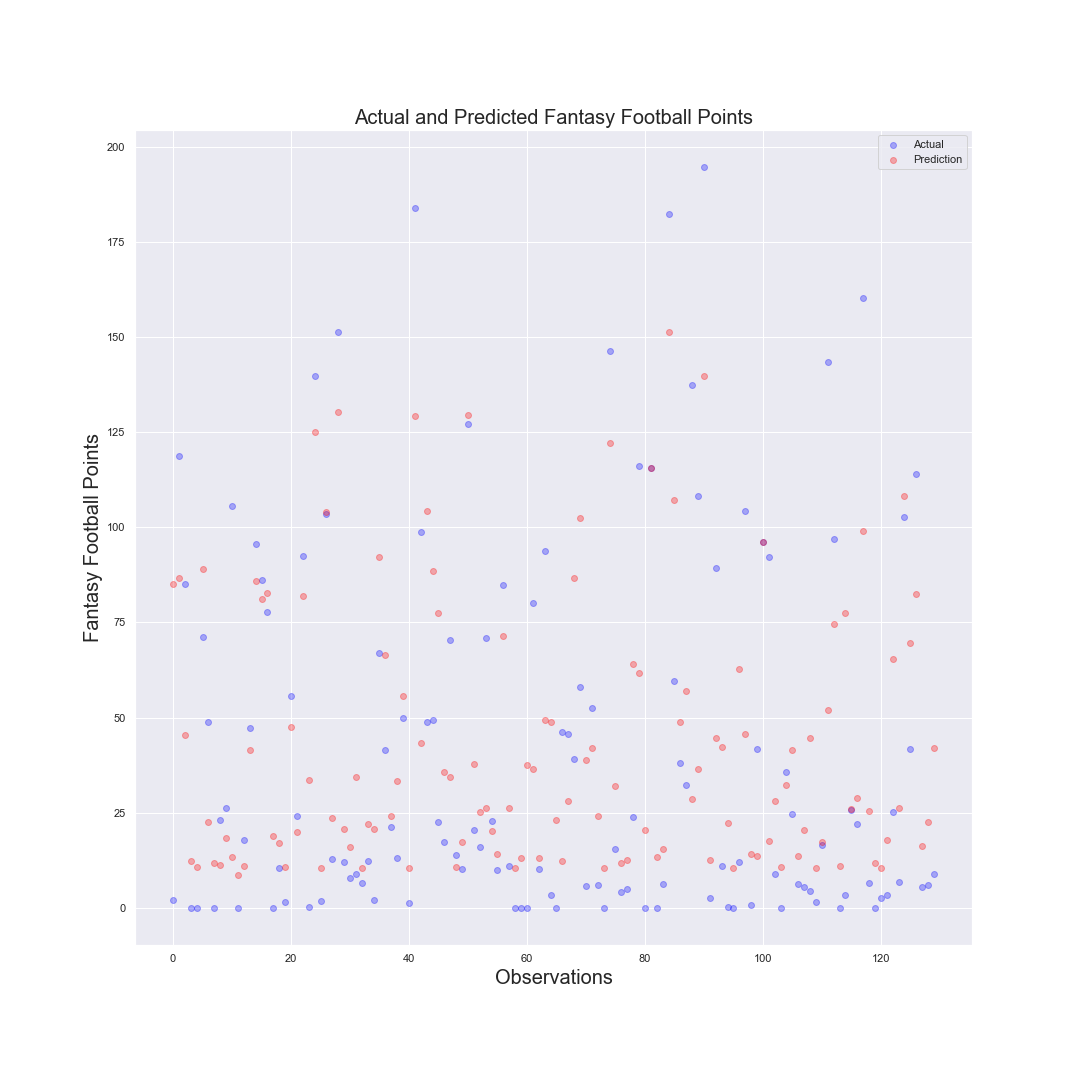 Actual and Predicted Fantasy Football Points
Actual
Prediction
Fantasy Football Points
200
175
150
125
100
75
50
25
0
0 20 40 60 80 100 120
Observations